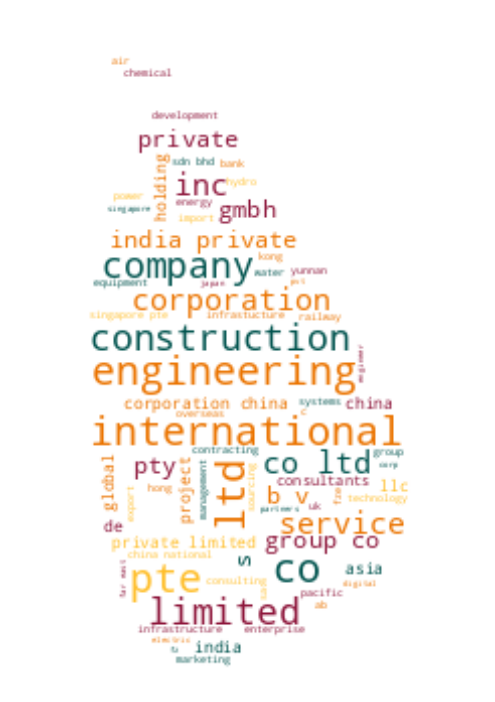 air
chemical
development
private
sdn bhd bank
holding
inc hydro
power energy
singapore gmbh
import
india private
kong
company water yunnan
equipment japan
corporation
singapore pte infrastucture railway
construction
engineering
engineer
corporation china systems china
overseas c
international
contracting group
pty co ltd corp
global project management ltd sourcing consultants
hong b v fze llc
export technology
partners uk
de service
private limited group co
china national s
far east pte consulting co asia
sas digital
pacific
limited ab
infrastructure enterprise
electric
india
marketing